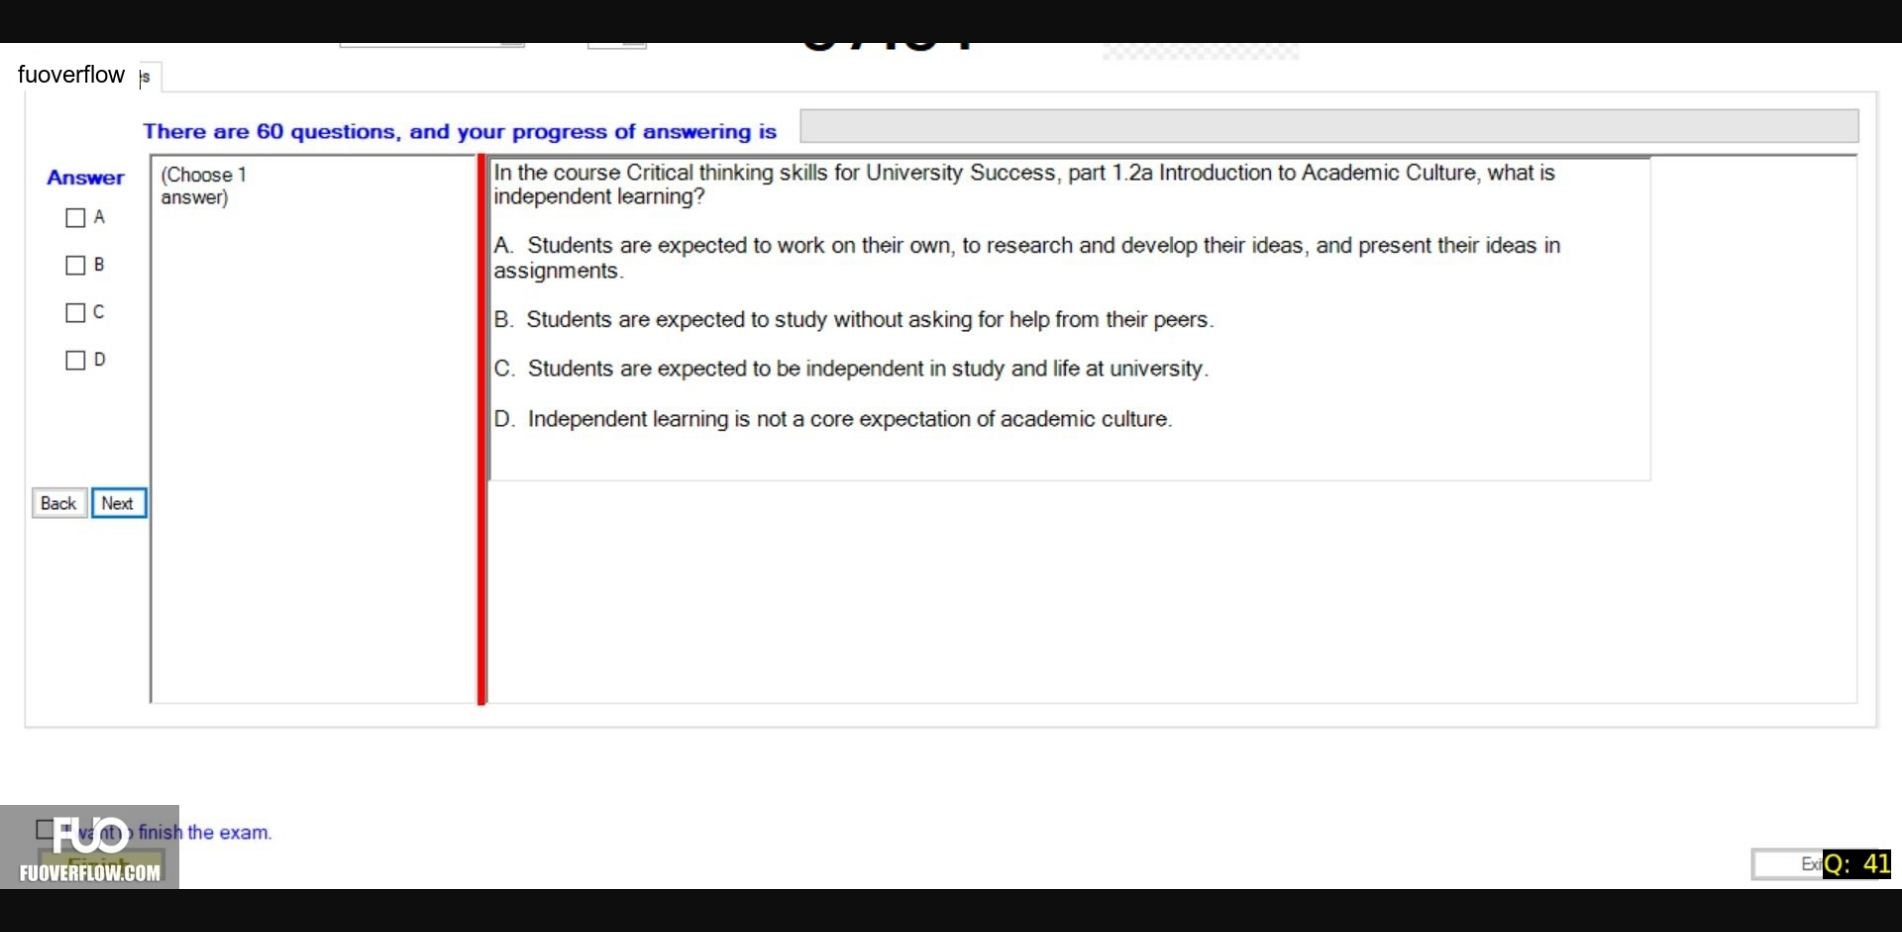 fuoverflow
There are 60 questions, and your progress of answering is
Answer
A
B
C
D
(Choose 1
answer)
In the course Critical thinking skills for University Success, part 1.2a Introduction to Academic Culture, what is
independent learning?
A. Students are expected to work on their own, to research and develop their ideas, and present their ideas in
assignments.
B. Students are expected to study without asking for help from their peers.
C. Students are expected to be independent in study and life at university.
D. Independent learning is not a core expectation of academic culture.
Back Next
want to finish the exam.
FUO
FUOVERFLOW.COM
Q: 41